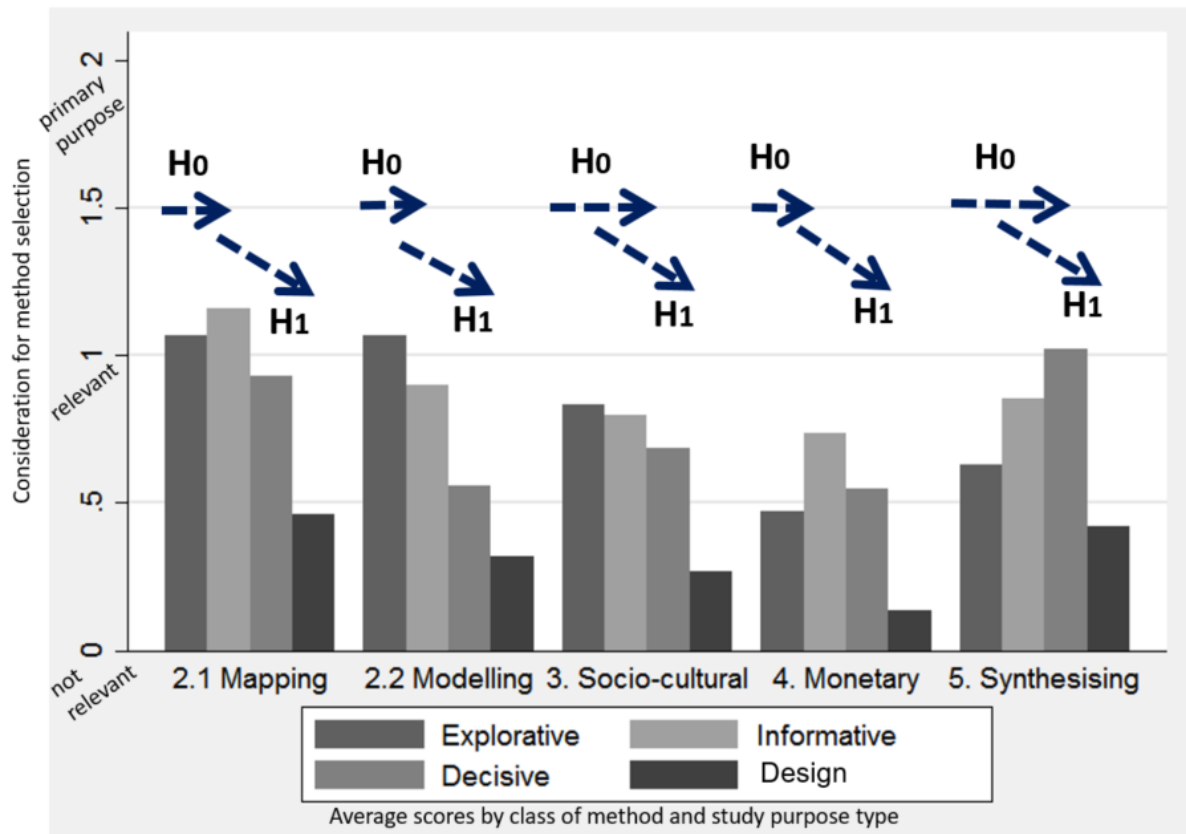 Consideration for method selection
2
primary
purpose
1.5
1
relevant
.5
0
not
relevant
H0
H0
H0
H0
H0
H1
H1
H1
H1
H1
2.1 Mapping
2.2 Modelling
3. Socio-cultural
4. Monetary
5. Synthesising
Explorative
Informative
Decisive
Design
Average scores by class of method and study purpose type